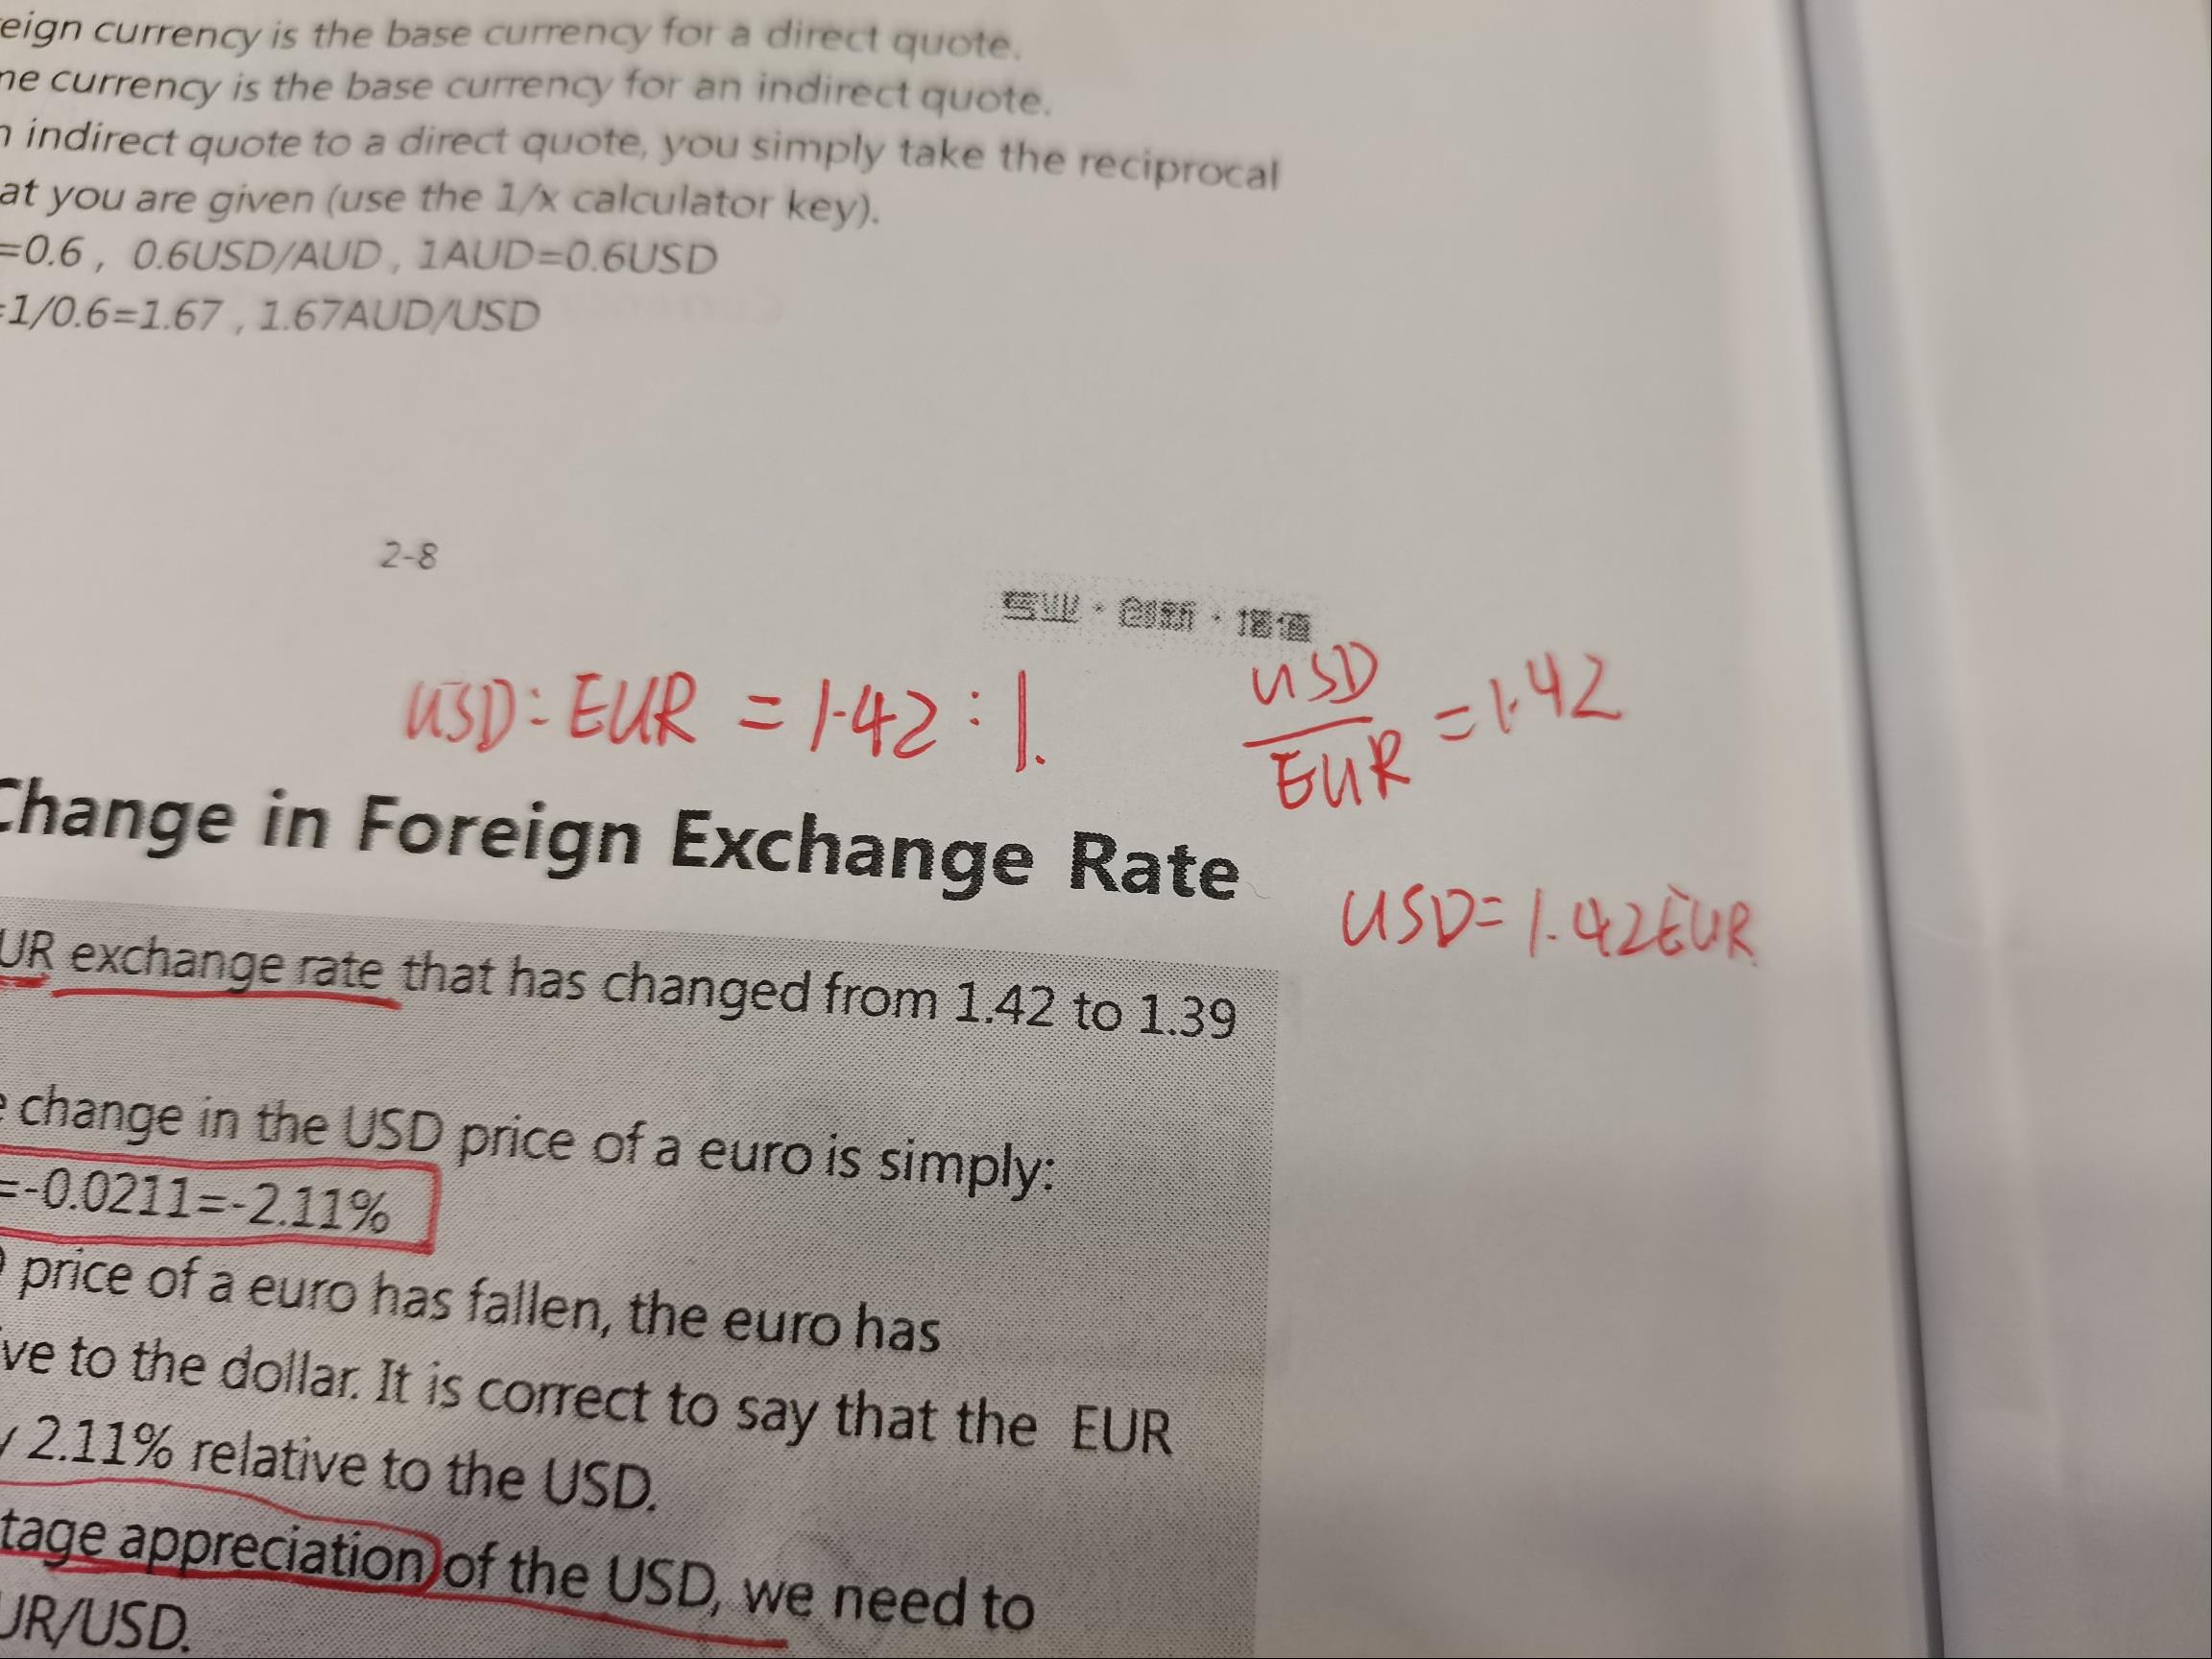 eign currency is the base currency for a direct quote.
me currency is the base currency for an indirect quote.
n indirect quote to a direct quote, you simply take the reciprocal
at you are given (use the 1/x calculator key).
=0.6 , 0.6USD/AUD , 1AUD=0.6USD
=1/0.6=1.67 , 1.67AUD/USD
2-8
专业·创新·增值
USD:EUR = 1.42:1.
USD/EUR = 1.42
Change in Foreign Exchange Rate
USD= 1.42EUR
UR exchange rate that has changed from 1.42 to 1.39
e change in the USD price of a euro is simply:
=-0.0211=-2.11%
price of a euro has fallen, the euro has
ve to the dollar. It is correct to say that the EUR
y 2.11% relative to the USD.
tage appreciation of the USD, we need to
UR/USD.